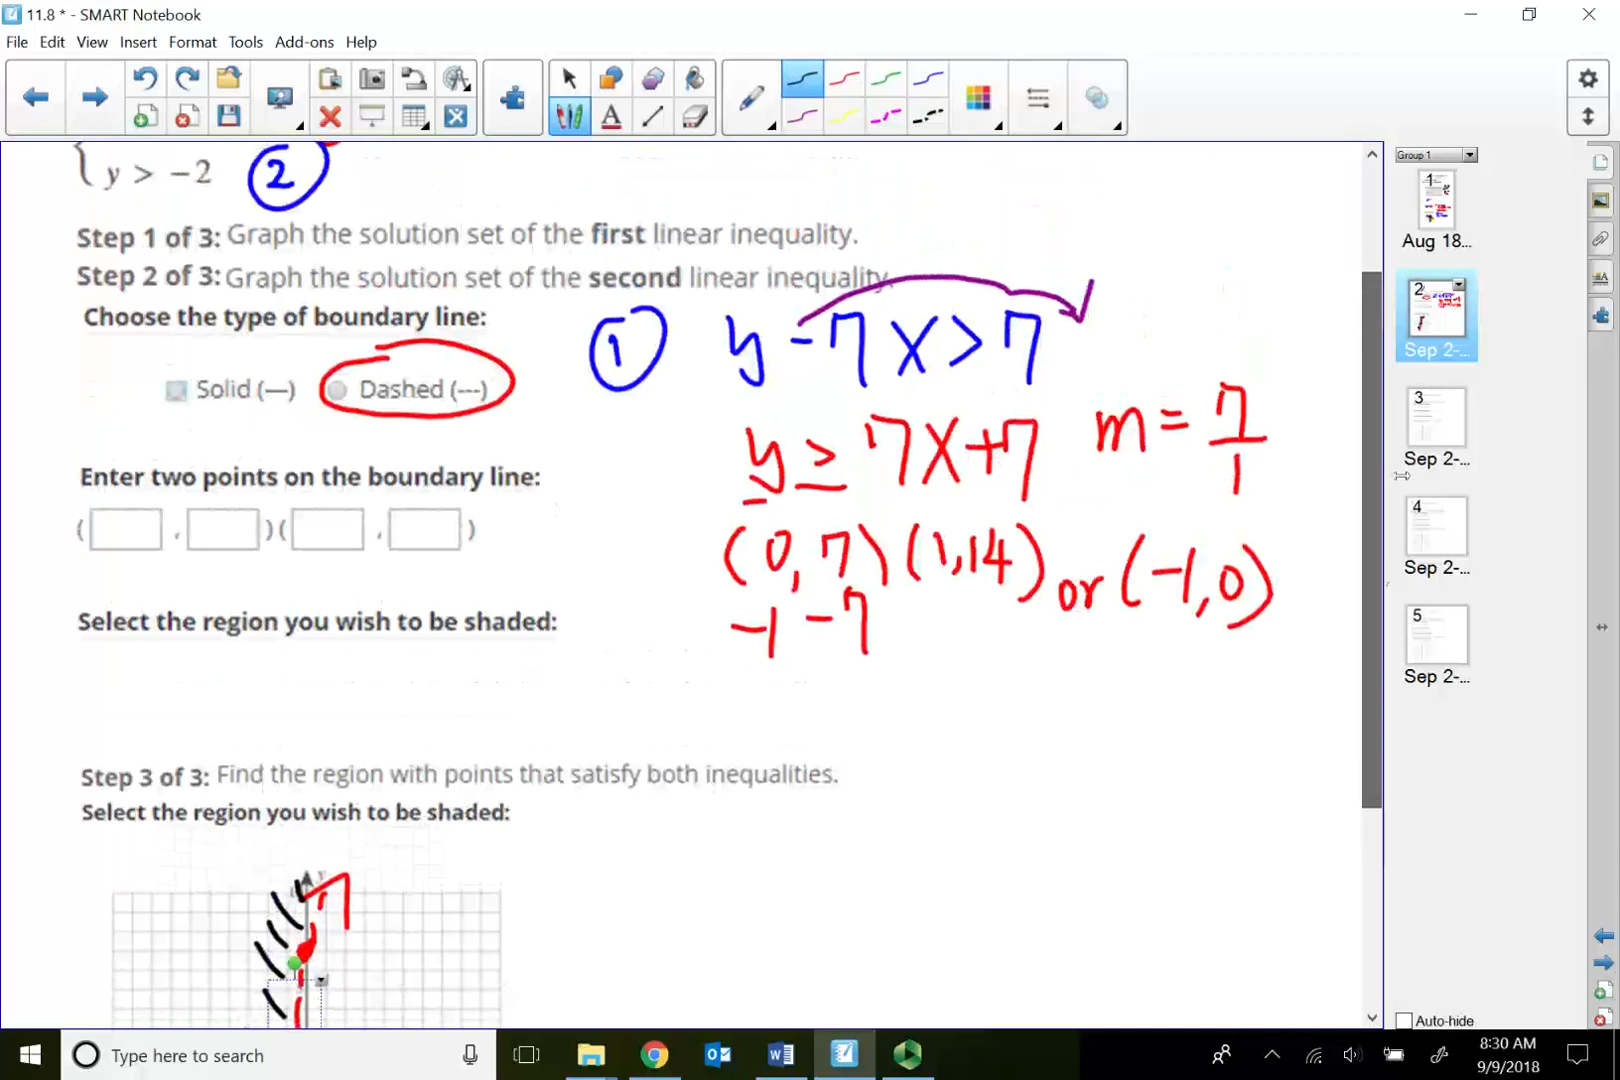 11.8 * - SMART Notebook
File Edit View Insert Format Tools Add-ons Help
Group 1
y > −2 2
Step 1 of 3: Graph the solution set of the first linear inequality.
Step 2 of 3: Graph the solution set of the second linear inequality.
Choose the type of boundary line:
1 y - 7x > 7
Solid (—) Dashed (---)
y ≥ 7x+7 m = 7/1
Enter two points on the boundary line:
( , ) ( , )
(0, 7) (1, 14) or (-1, 0)
-1 -7
Select the region you wish to be shaded:
Step 3 of 3: Find the region with points that satisfy both inequalities.
Select the region you wish to be shaded:
7
1
Aug 18...
2
Sep 2-...
3
Sep 2-...
4
Sep 2-...
5
Sep 2-...
Auto-hide
Type here to search
8:30 AM
9/9/2018